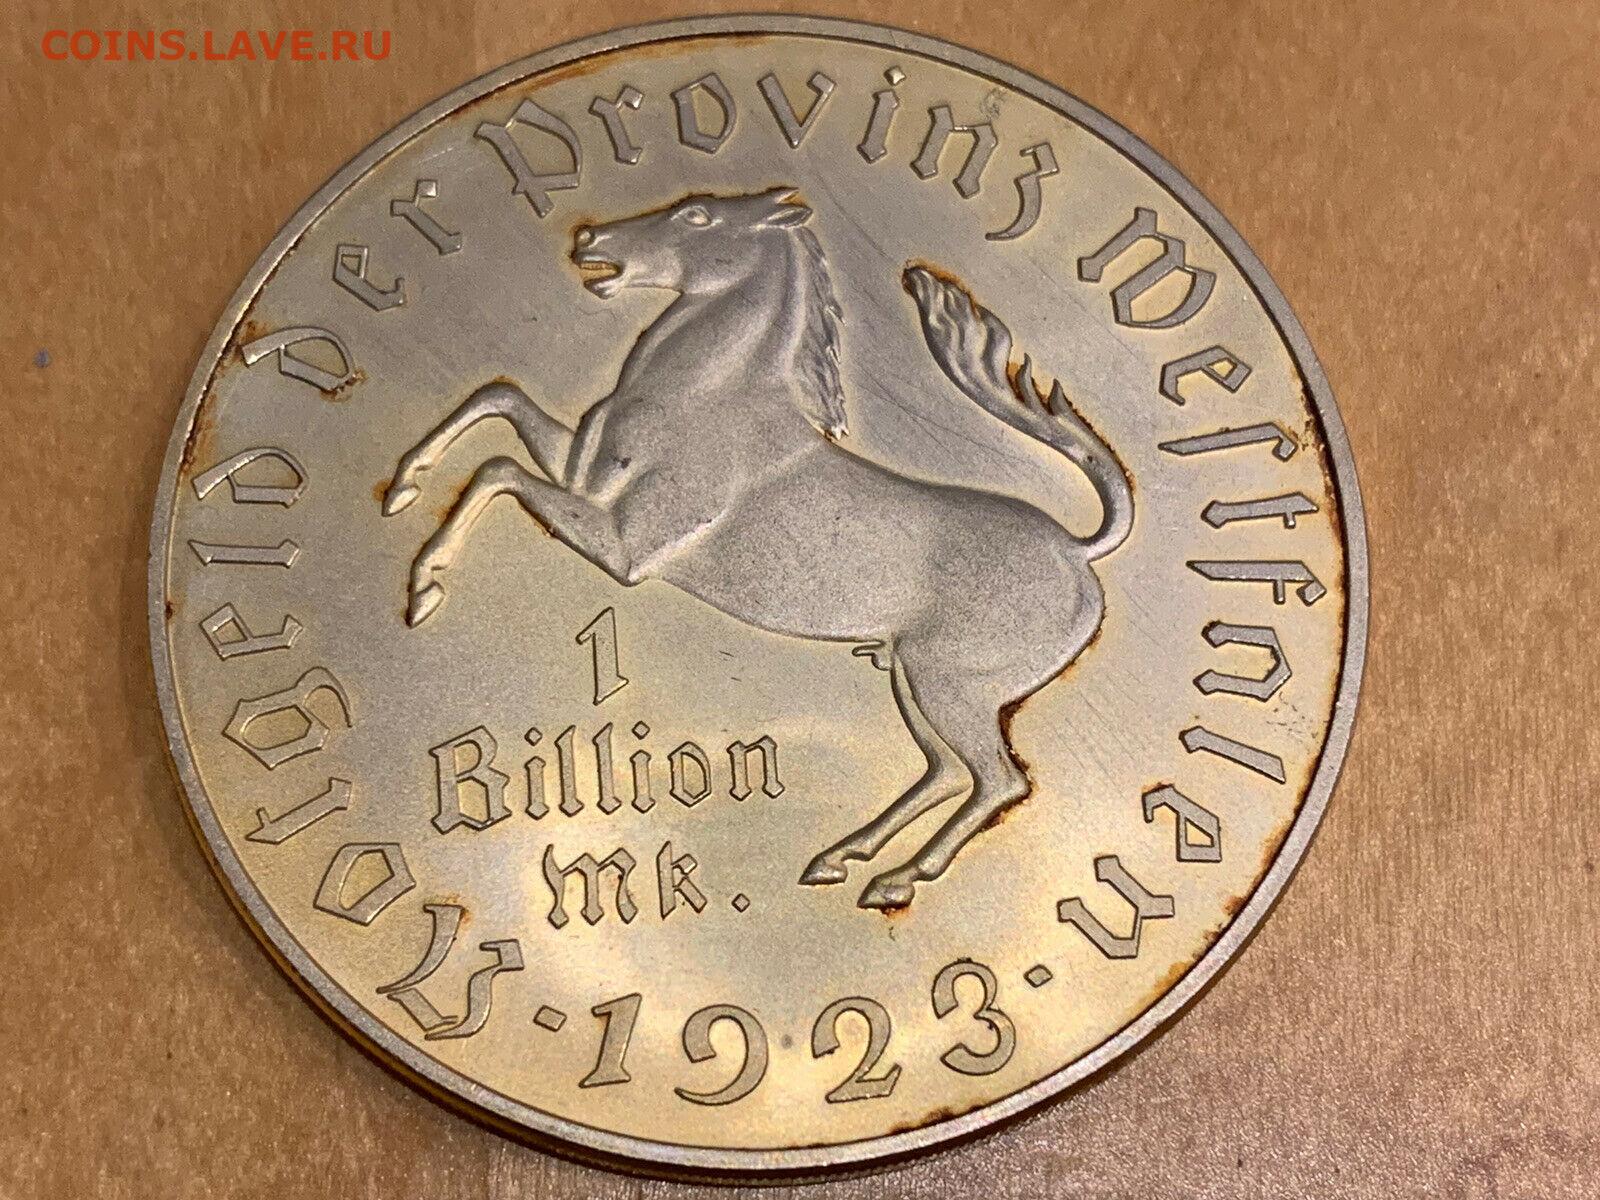 COINS.LAVE.RU
Notgeld der Provinz Westfalen
1
Billion
Mk.
· 1923 ·